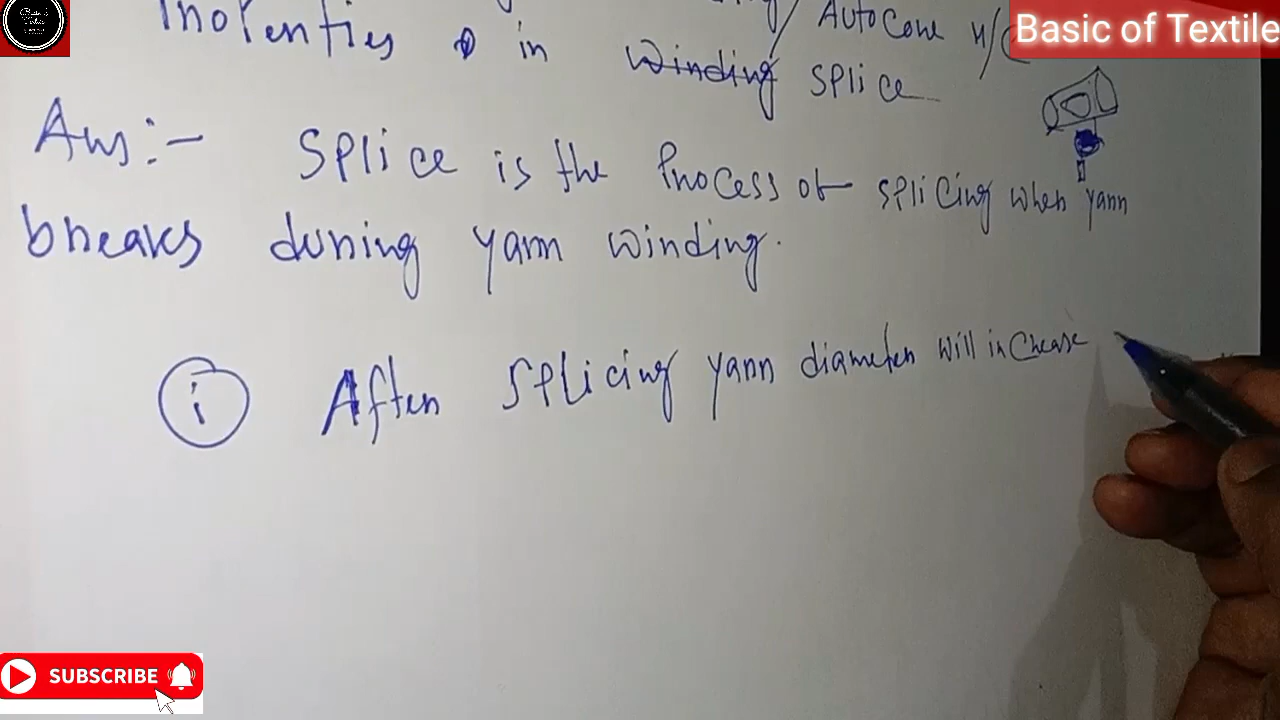 Autocone M/C
Basic of Textile
in Winding splice
Ans:- Splice is the Process of splicing when yarn
breaks during yarn winding.
i After Splicing yarn diameter will increase
SUBSCRIBE